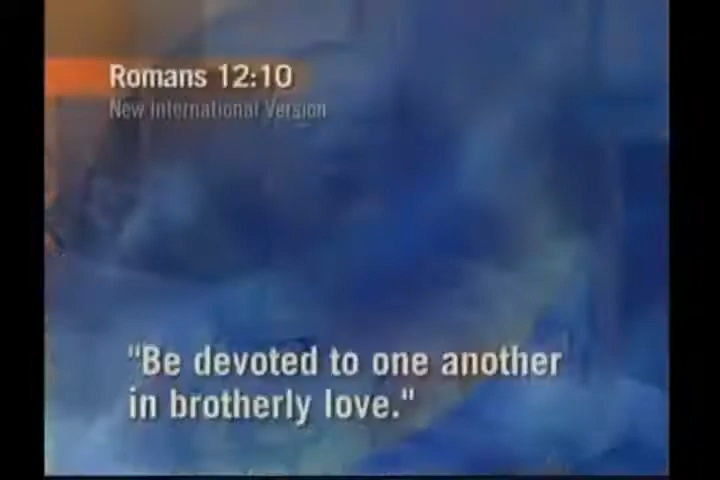 Romans 12:10
New International Version
"Be devoted to one another
in brotherly love."